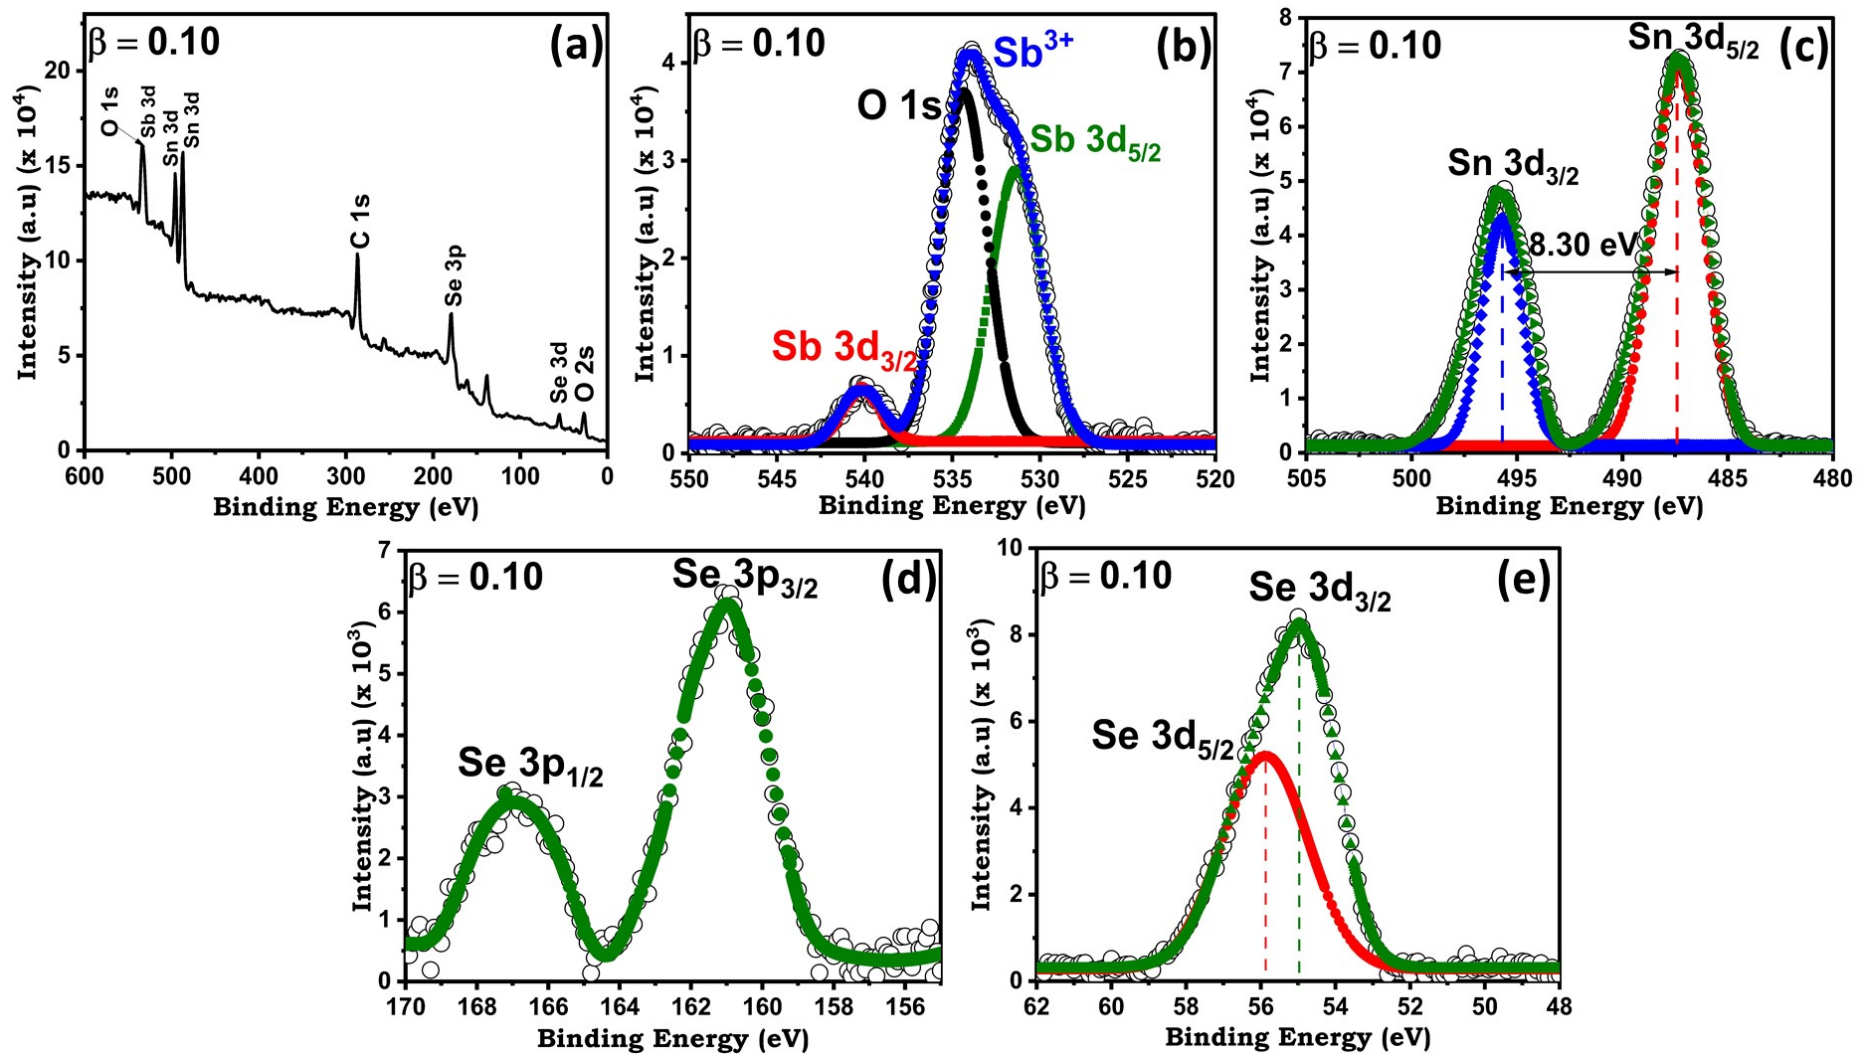 β = 0.10
(a)
O 1s
Sb 3d
Sn 3d
Sn 3d
C 1s
Se 3p
Se 3d
O 2s
20
15
10
5
0
600 500 400 300 200 100 0
Intensity (a.u) (x 10⁴)
Binding Energy (eV)
β = 0.10
(b)
Sb³⁺
O 1s
Sb 3d₅/₂
Sb 3d₃/₂
4
3
2
1
0
550 545 540 535 530 525 520
Intensity (a.u) (x 10⁴)
Binding Energy (eV)
β = 0.10
(c)
Sn 3d₅/₂
Sn 3d₃/₂
8.30 eV
8
7
6
5
4
3
2
1
0
505 500 495 490 485 480
Intensity (a.u) (x 10⁴)
Binding Energy (eV)
β = 0.10
(d)
Se 3p₃/₂
Se 3p₁/₂
7
6
5
4
3
2
1
0
170 168 166 164 162 160 158 156
Intensity (a.u) (x 10³)
Binding Energy (eV)
β = 0.10
(e)
Se 3d₃/₂
Se 3d₅/₂
10
8
6
4
2
0
62 60 58 56 54 52 50 48
Intensity (a.u) (x 10³)
Binding Energy (eV)